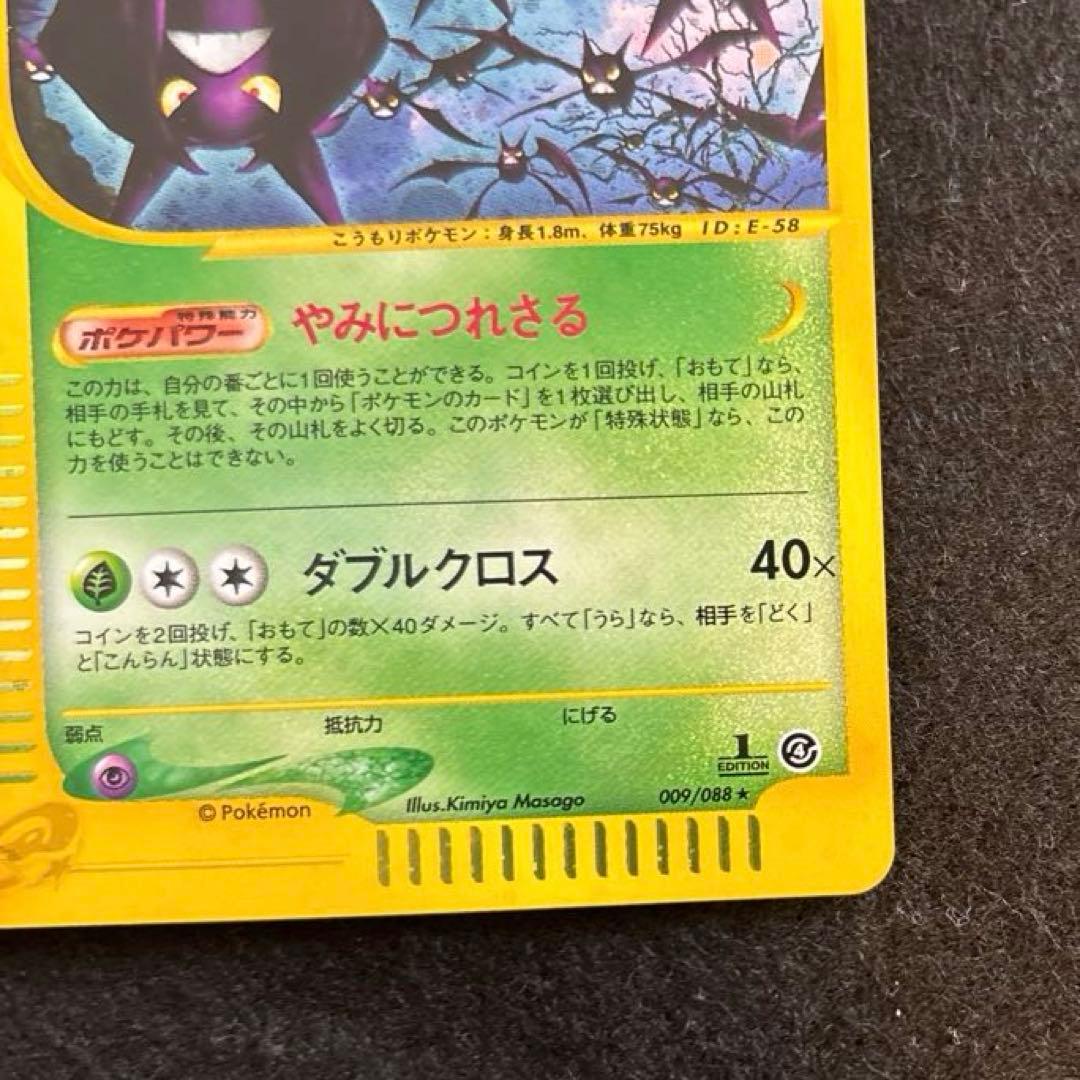 こうもりポケモン：身長1.8m、体重75kg ID:E-58
特殊能力
ポケパワー やみにつれさる
この力は、自分の番ごとに1回使うことができる。コインを1回投げ、「おもて」なら、
相手の手札を見て、その中から「ポケモンのカード」を1枚選び出し、相手の山札
にもどす。その後、その山札をよく切る。このポケモンが「特殊状態」なら、この
力を使うことはできない。
ダブルクロス 40×
コインを2回投げ、「おもて」の数×40ダメージ。すべて「うら」なら、相手を「どく」
と「こんらん」状態にする。
弱点 抵抗力 にげる
1
EDITION
©Pokémon Illus.Kimiya Masago 009/088★